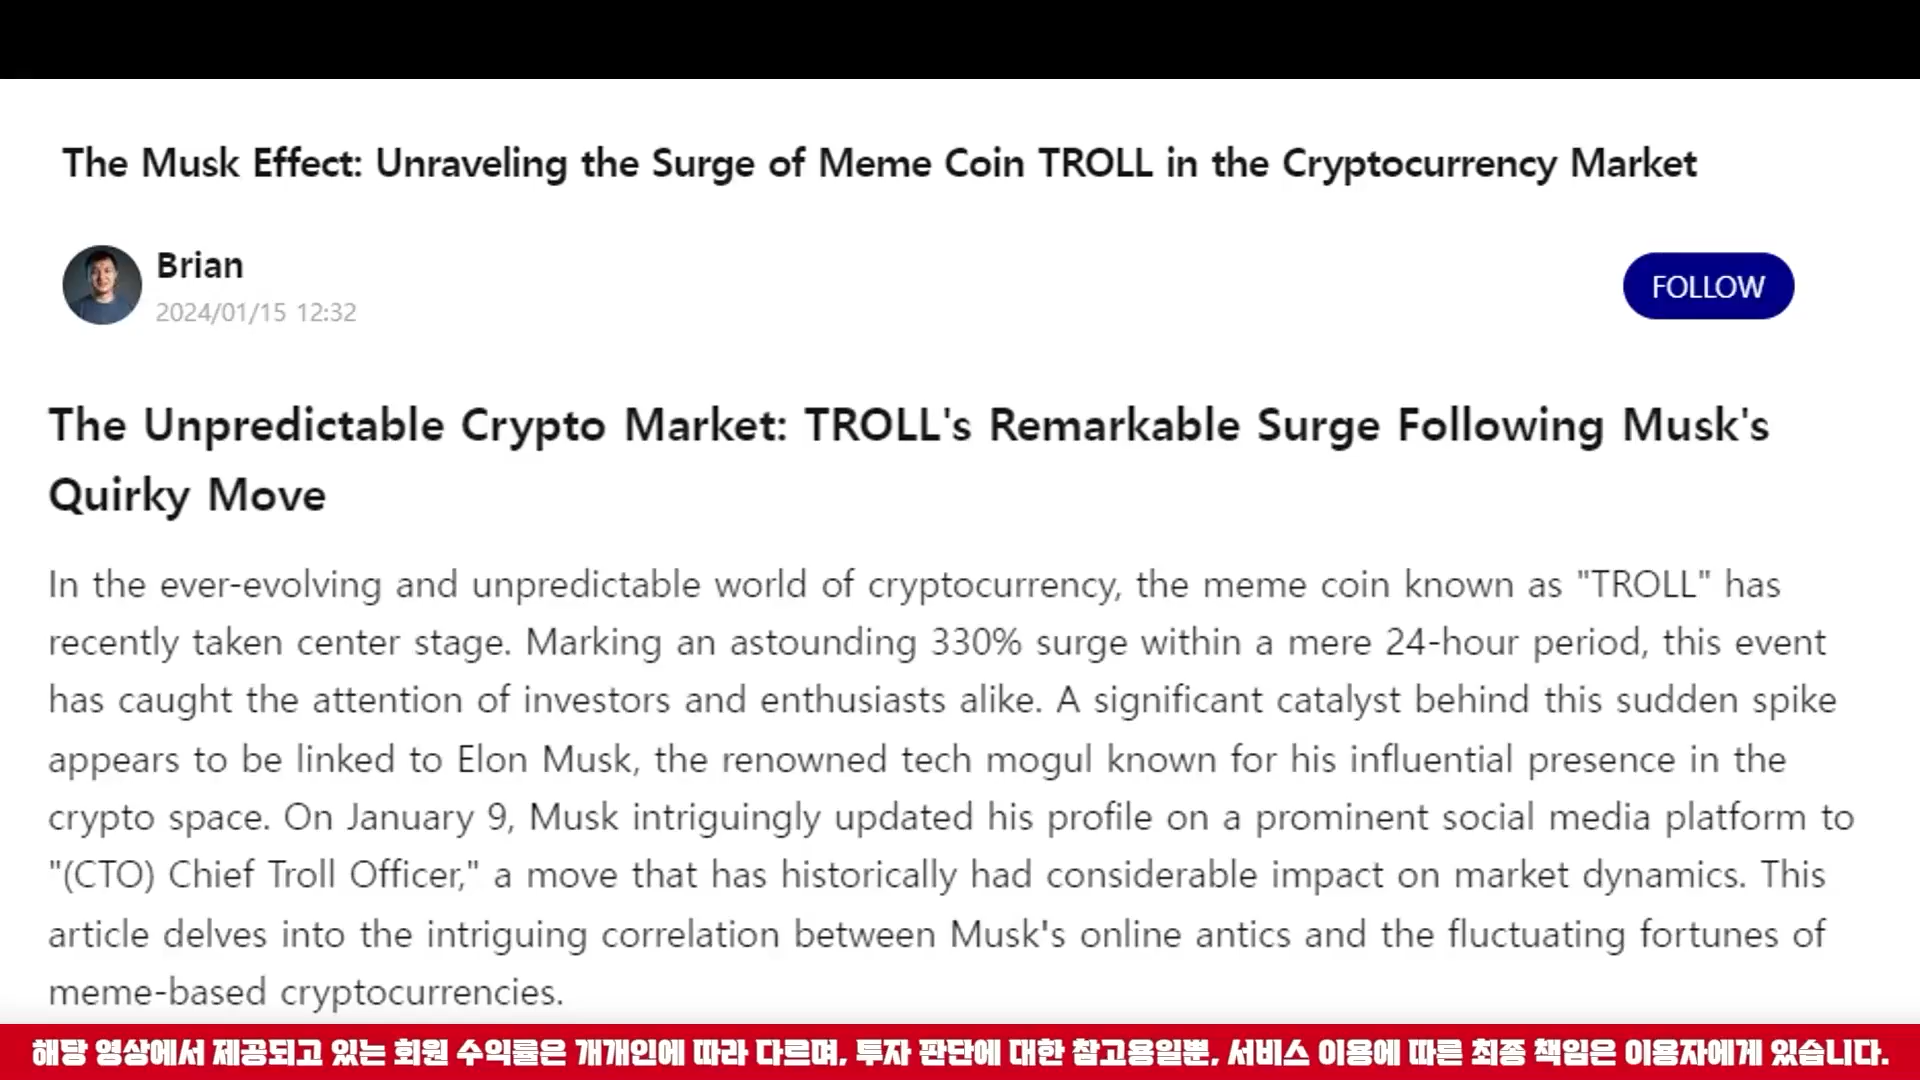 The Musk Effect: Unraveling the Surge of Meme Coin TROLL in the Cryptocurrency Market
Brian
2024/01/15 12:32
FOLLOW
The Unpredictable Crypto Market: TROLL's Remarkable Surge Following Musk's
Quirky Move
In the ever-evolving and unpredictable world of cryptocurrency, the meme coin known as "TROLL" has
recently taken center stage. Marking an astounding 330% surge within a mere 24-hour period, this event
has caught the attention of investors and enthusiasts alike. A significant catalyst behind this sudden spike
appears to be linked to Elon Musk, the renowned tech mogul known for his influential presence in the
crypto space. On January 9, Musk intriguingly updated his profile on a prominent social media platform to
"(CTO) Chief Troll Officer," a move that has historically had considerable impact on market dynamics. This
article delves into the intriguing correlation between Musk's online antics and the fluctuating fortunes of
meme-based cryptocurrencies.
해당 영상에서 제공되고 있는 회원 수익률은 개개인에 따라 다르며, 투자 판단에 대한 참고용일뿐, 서비스 이용에 따른 최종 책임은 이용자에게 있습니다.